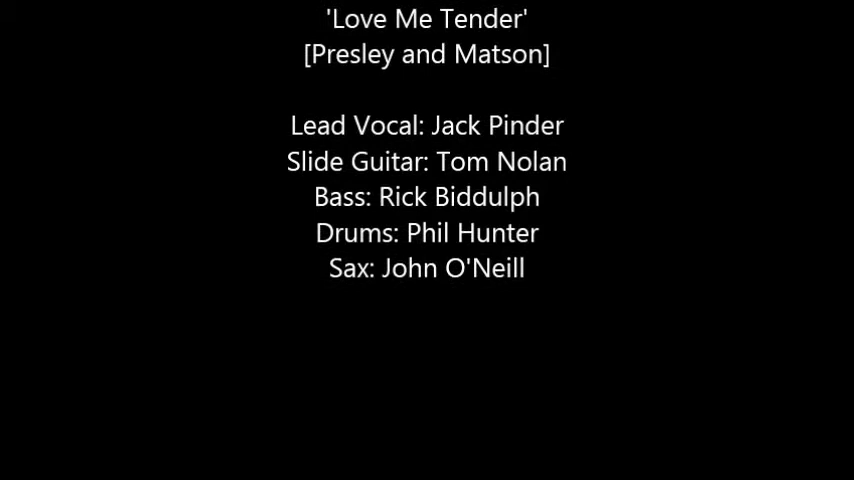 'Love Me Tender'
[Presley and Matson]
Lead Vocal: Jack Pinder
Slide Guitar: Tom Nolan
Bass: Rick Biddulph
Drums: Phil Hunter
Sax: John O'Neill